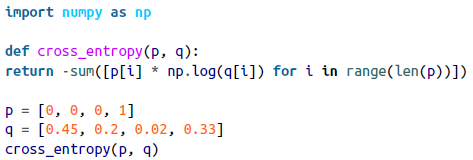 import numpy as np
def cross_entropy(p, q):
return -sum([p[i] * np.log(q[i]) for i in range(len(p))])
p = [0, 0, 0, 1]
q = [0.45, 0.2, 0.02, 0.33]
cross_entropy(p, q)